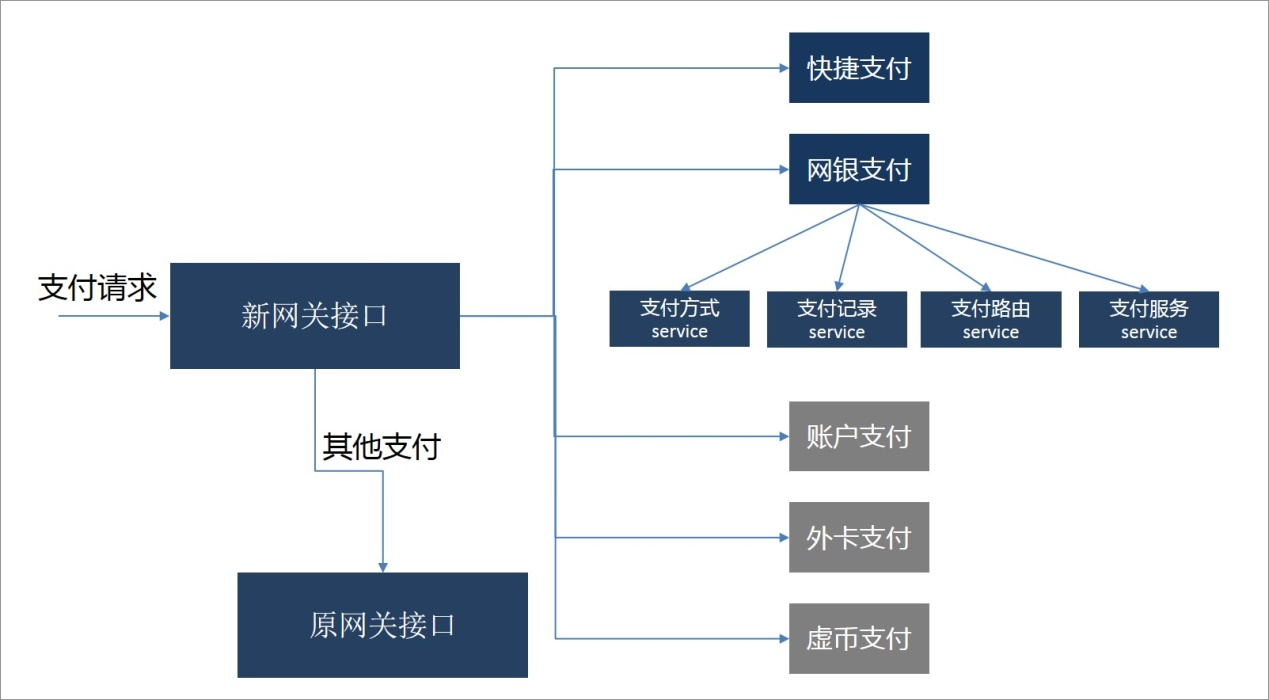 快捷支付
网银支付
支付请求
新网关接口
支付方式
service
支付记录
service
支付路由
service
支付服务
service
其他支付
账户支付
外卡支付
原网关接口
虚币支付